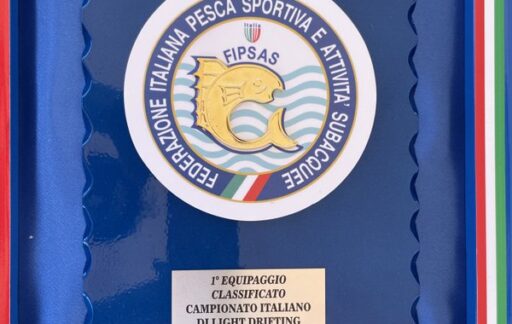 FEDERAZIONE ITALIANA PESCA SPORTIVA E ATTIVITA' SUBACQUEE
Italia
FIPSAS
1° EQUIPAGGIO
CLASSIFICATO
CAMPIONATO ITALIANO
DI LIGHT DRIFTING